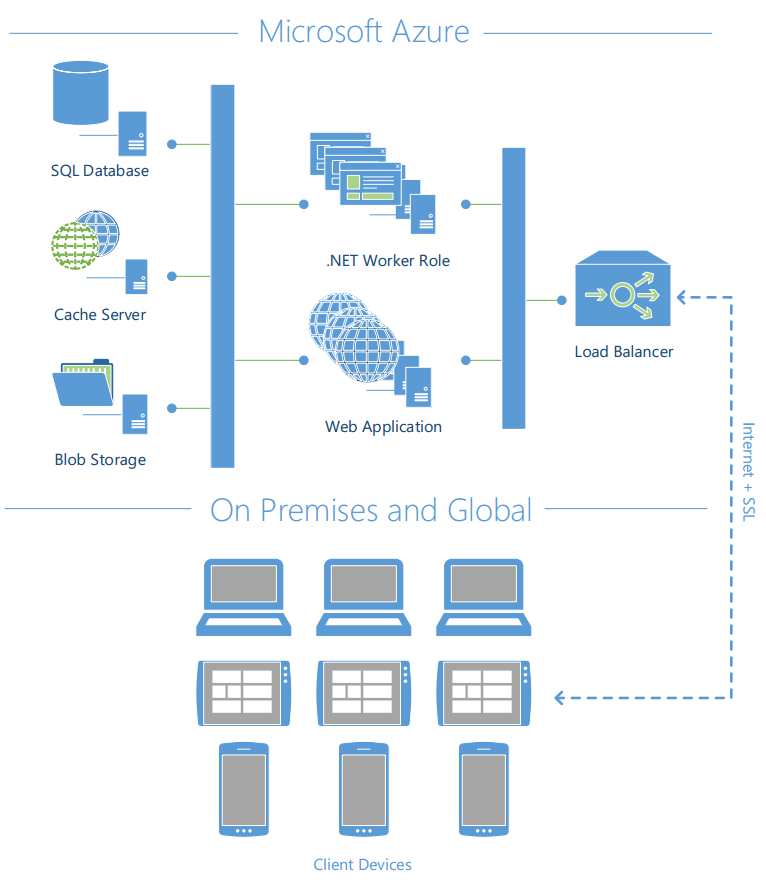 Microsoft Azure
SQL Database
.NET Worker Role
Cache Server
Load Balancer
Web Application
Blob Storage
Internet + SSL
On Premises and Global
Client Devices